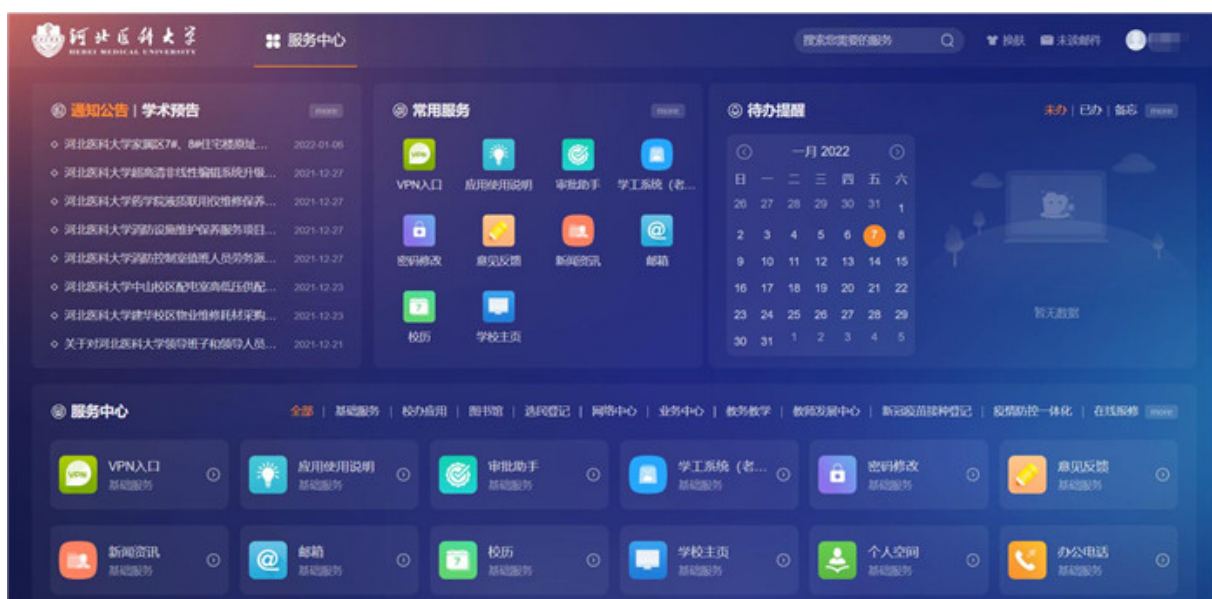 河北医科大学
HEBEI MEDICAL UNIVERSITY
服务中心
搜索您需要的服务
换肤
未读邮件
通知公告 | 学术预告
more
河北医科大学家属区7#、8#住宅楼原址... 2022-01-06
河北医科大学超高清非线性编辑系统升级... 2021-12-27
河北医科大学药学院液质联用仪维修保养... 2021-12-27
河北医科大学消防设施维护保养服务项目... 2021-12-27
河北医科大学消防控制室值班人员劳务派... 2021-12-27
河北医科大学中山校区配电室高低压供配... 2021-12-23
河北医科大学建华校区物业维修耗材采购... 2021-12-23
关于对河北医科大学领导班子和领导人员... 2021-12-21
常用服务
more
VPN
VPN入口 应用使用说明 审批助手 学工系统（老...
密码修改 意见反馈 新闻资讯 邮箱
7
校历 学校主页
待办提醒
未办 | 已办 | 备忘 more
一月 2022
日 一 二 三 四 五 六
26 27 28 29 30 31 1
2 3 4 5 6 7 8
9 10 11 12 13 14 15
16 17 18 19 20 21 22
23 24 25 26 27 28 29
30 31 1 2 3 4 5
暂无数据
服务中心
全部 | 基础服务 | 校办应用 | 图书馆 | 选民登记 | 网络中心 | 业务中心 | 教务教学 | 教师发展中心 | 新冠疫苗接种登记 | 疫情防控一体化 | 在线报修 more
VPN
VPN入口
基础服务
应用使用说明
基础服务
审批助手
基础服务
学工系统（老...
基础服务
密码修改
基础服务
意见反馈
基础服务
新闻资讯
基础服务
邮箱
基础服务
7
校历
基础服务
学校主页
基础服务
个人空间
基础服务
办公电话
基础服务